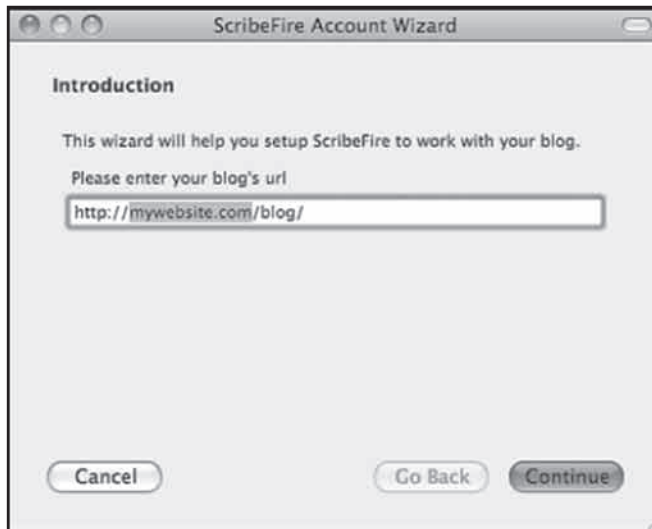 ScribeFire Account Wizard
Introduction
This wizard will help you setup ScribeFire to work with your blog.
Please enter your blog's url
http://mywebsite.com/blog/
Cancel
Go Back
Continue